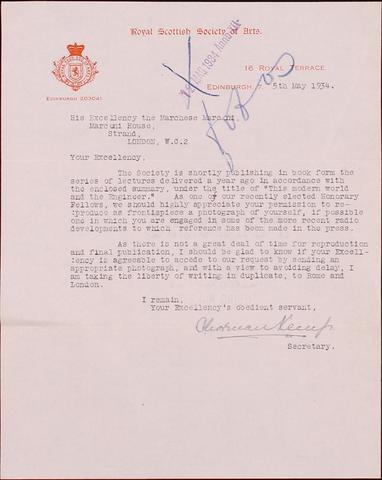 Royal Scottish Society of Arts.
16 Royal Terrace,
Edinburgh, 7. 5th May 1934.
Edinburgh 20304
His Excellency the Marchese Marconi
Marconi House,
Strand,
LONDON, W.C.2
Your Excellency.
The Society is shortly publishing in book form the
series of lectures delivered a year ago in accordance with
the enclosed summary, under the title of "This modern world
and the Engineer." As one of our recently elected Honorary
Fellows, we should highly appreciate your permission to re-
:produce as frontispiece a photograph of yourself, if possible
one in which you are engaged in some of the more recent radio
developments to which reference has been made in the press.
As there is not a great deal of time for reproduction
and final publication, I should be glad to know if your Excell-
:ency is agreeable to accede to our request by sending an
appropriate photograph, and with a view to avoiding delay, I
am taking the liberty of writing in duplicate, to Rome and
London.
I remain,
Your Excellency's obedient servant,
Secretary.